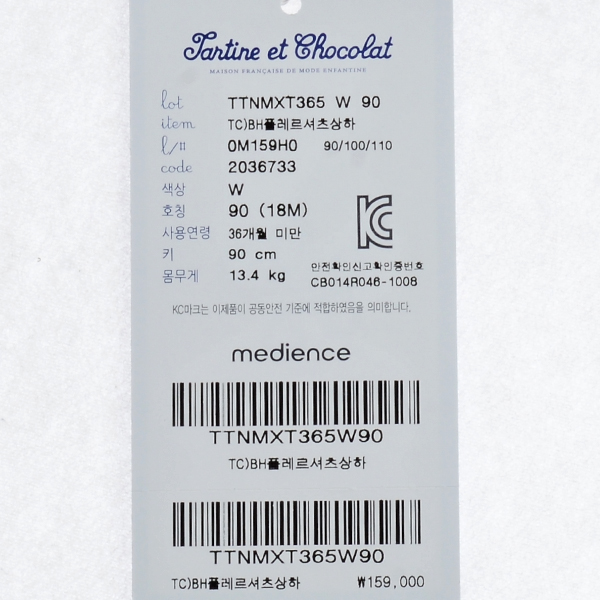 Tartine et Chocolat
MAISON FRANÇAISE DE MODE ENFANTINE
lot TTNMXT365 W 90
item TC)BH플레르셔츠상하
l/# 0M159H0 90/100/110
code 2036733
색상 W
호칭 90 (18M)
사용연령 36개월 미만
키 90 cm
몸무게 13.4 kg
안전확인신고확인증번호
CB014R046-1008
KC마크는 이제품이 공동안전 기준에 적합하였음을 의미합니다.
medience
TTNMXT365W90
TC)BH플레르셔츠상하
TTNMXT365W90
TC)BH플레르셔츠상하 ₩159,000